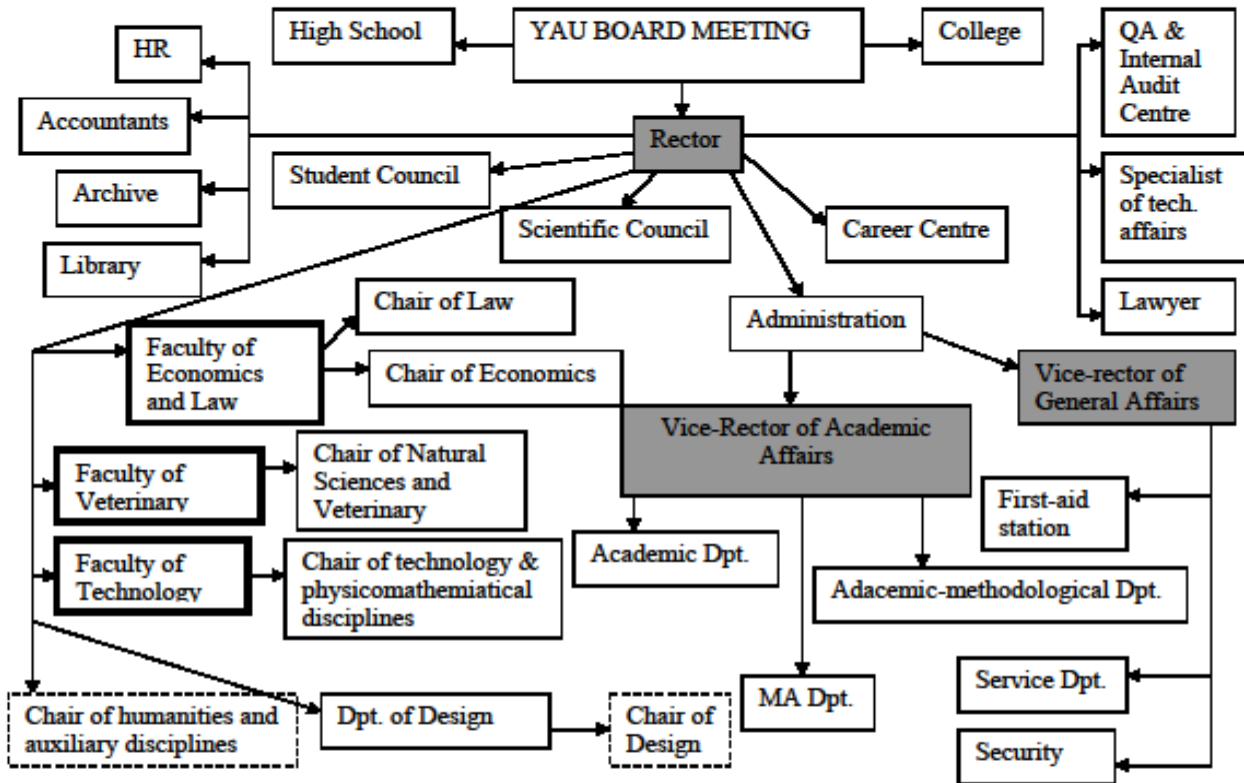 High School
YAU BOARD MEETING
College
QA &
Internal
Audit
Centre
HR
Accountants
Rector
Student Council
Archive
Specialist
of tech.
affairs
Scientific Council
Career Centre
Library
Chair of Law
Administration
Lawyer
Faculty of
Economics
and Law
Chair of Economics
Vice-rector of
General Affairs
Vice-Rector of Academic
Affairs
Faculty of
Veterinary
Chair of Natural
Sciences and
Veterinary
First-aid
station
Academic Dpt.
Faculty of
Technology
Chair of technology &
physicomathemiatical
disciplines
Adacemic-methodological Dpt.
Service Dpt.
MA Dpt.
Chair of humanities and
auxiliary disciplines
Dpt. of Design
Chair of
Design
Security